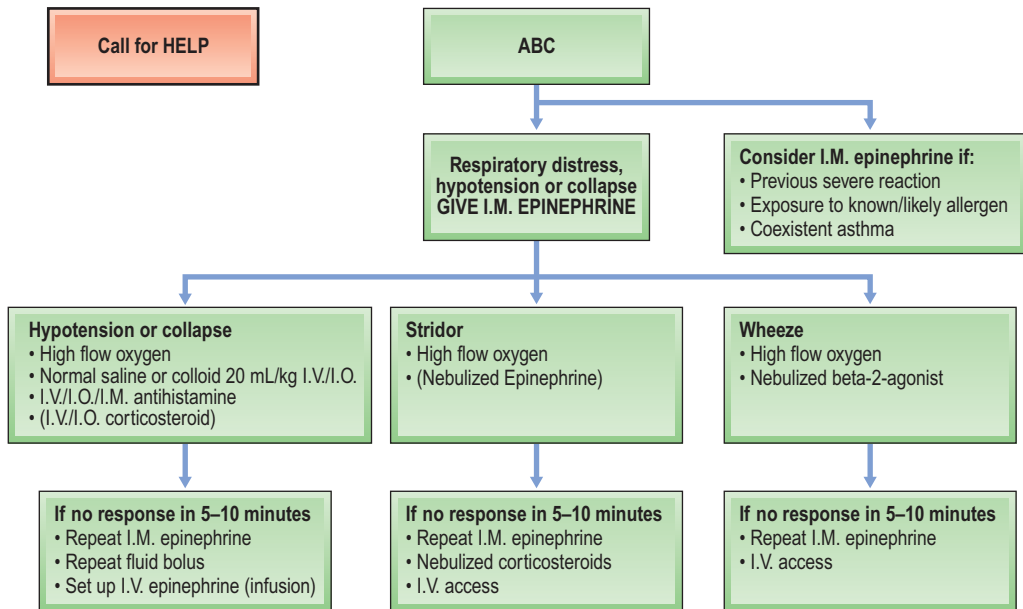 Call for HELP
ABC
Respiratory distress,
hypotension or collapse
GIVE I.M. EPINEPHRINE
Consider I.M. epinephrine if:
• Previous severe reaction
• Exposure to known/likely allergen
• Coexistent asthma
Hypotension or collapse
• High flow oxygen
• Normal saline or colloid 20 mL/kg I.V./I.O.
• I.V./I.O./I.M. antihistamine
• (I.V./I.O. corticosteroid)
Stridor
• High flow oxygen
• (Nebulized Epinephrine)
Wheeze
• High flow oxygen
• Nebulized beta-2-agonist
If no response in 5–10 minutes
• Repeat I.M. epinephrine
• Repeat fluid bolus
• Set up I.V. epinephrine (infusion)
If no response in 5–10 minutes
• Repeat I.M. epinephrine
• Nebulized corticosteroids
• I.V. access
If no response in 5–10 minutes
• Repeat I.M. epinephrine
• I.V. access